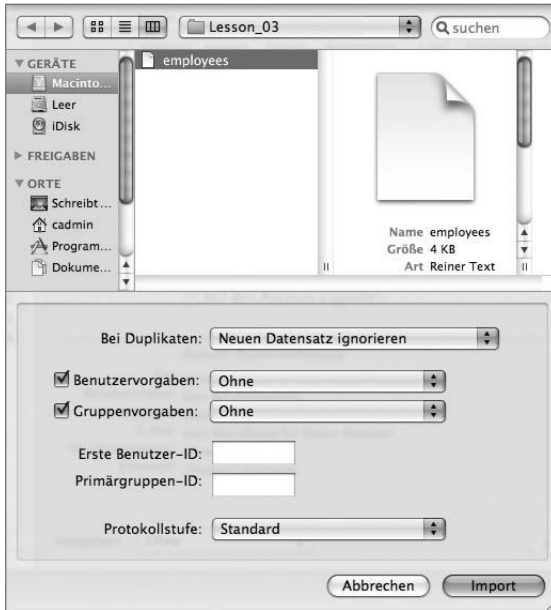 Lesson_03
suchen
GERÄTE
Macinto...
Leer
iDisk
FREIGABEN
ORTE
Schreibt...
cadmin
Program...
Dokume...
employees
Name employees
Größe 4 KB
Art Reiner Text
Bei Duplikaten: Neuen Datensatz ignorieren
Benutzervorgaben: Ohne
Gruppenvorgaben: Ohne
Erste Benutzer-ID:
Primärgruppen-ID:
Protokollstufe: Standard
Abbrechen
Import